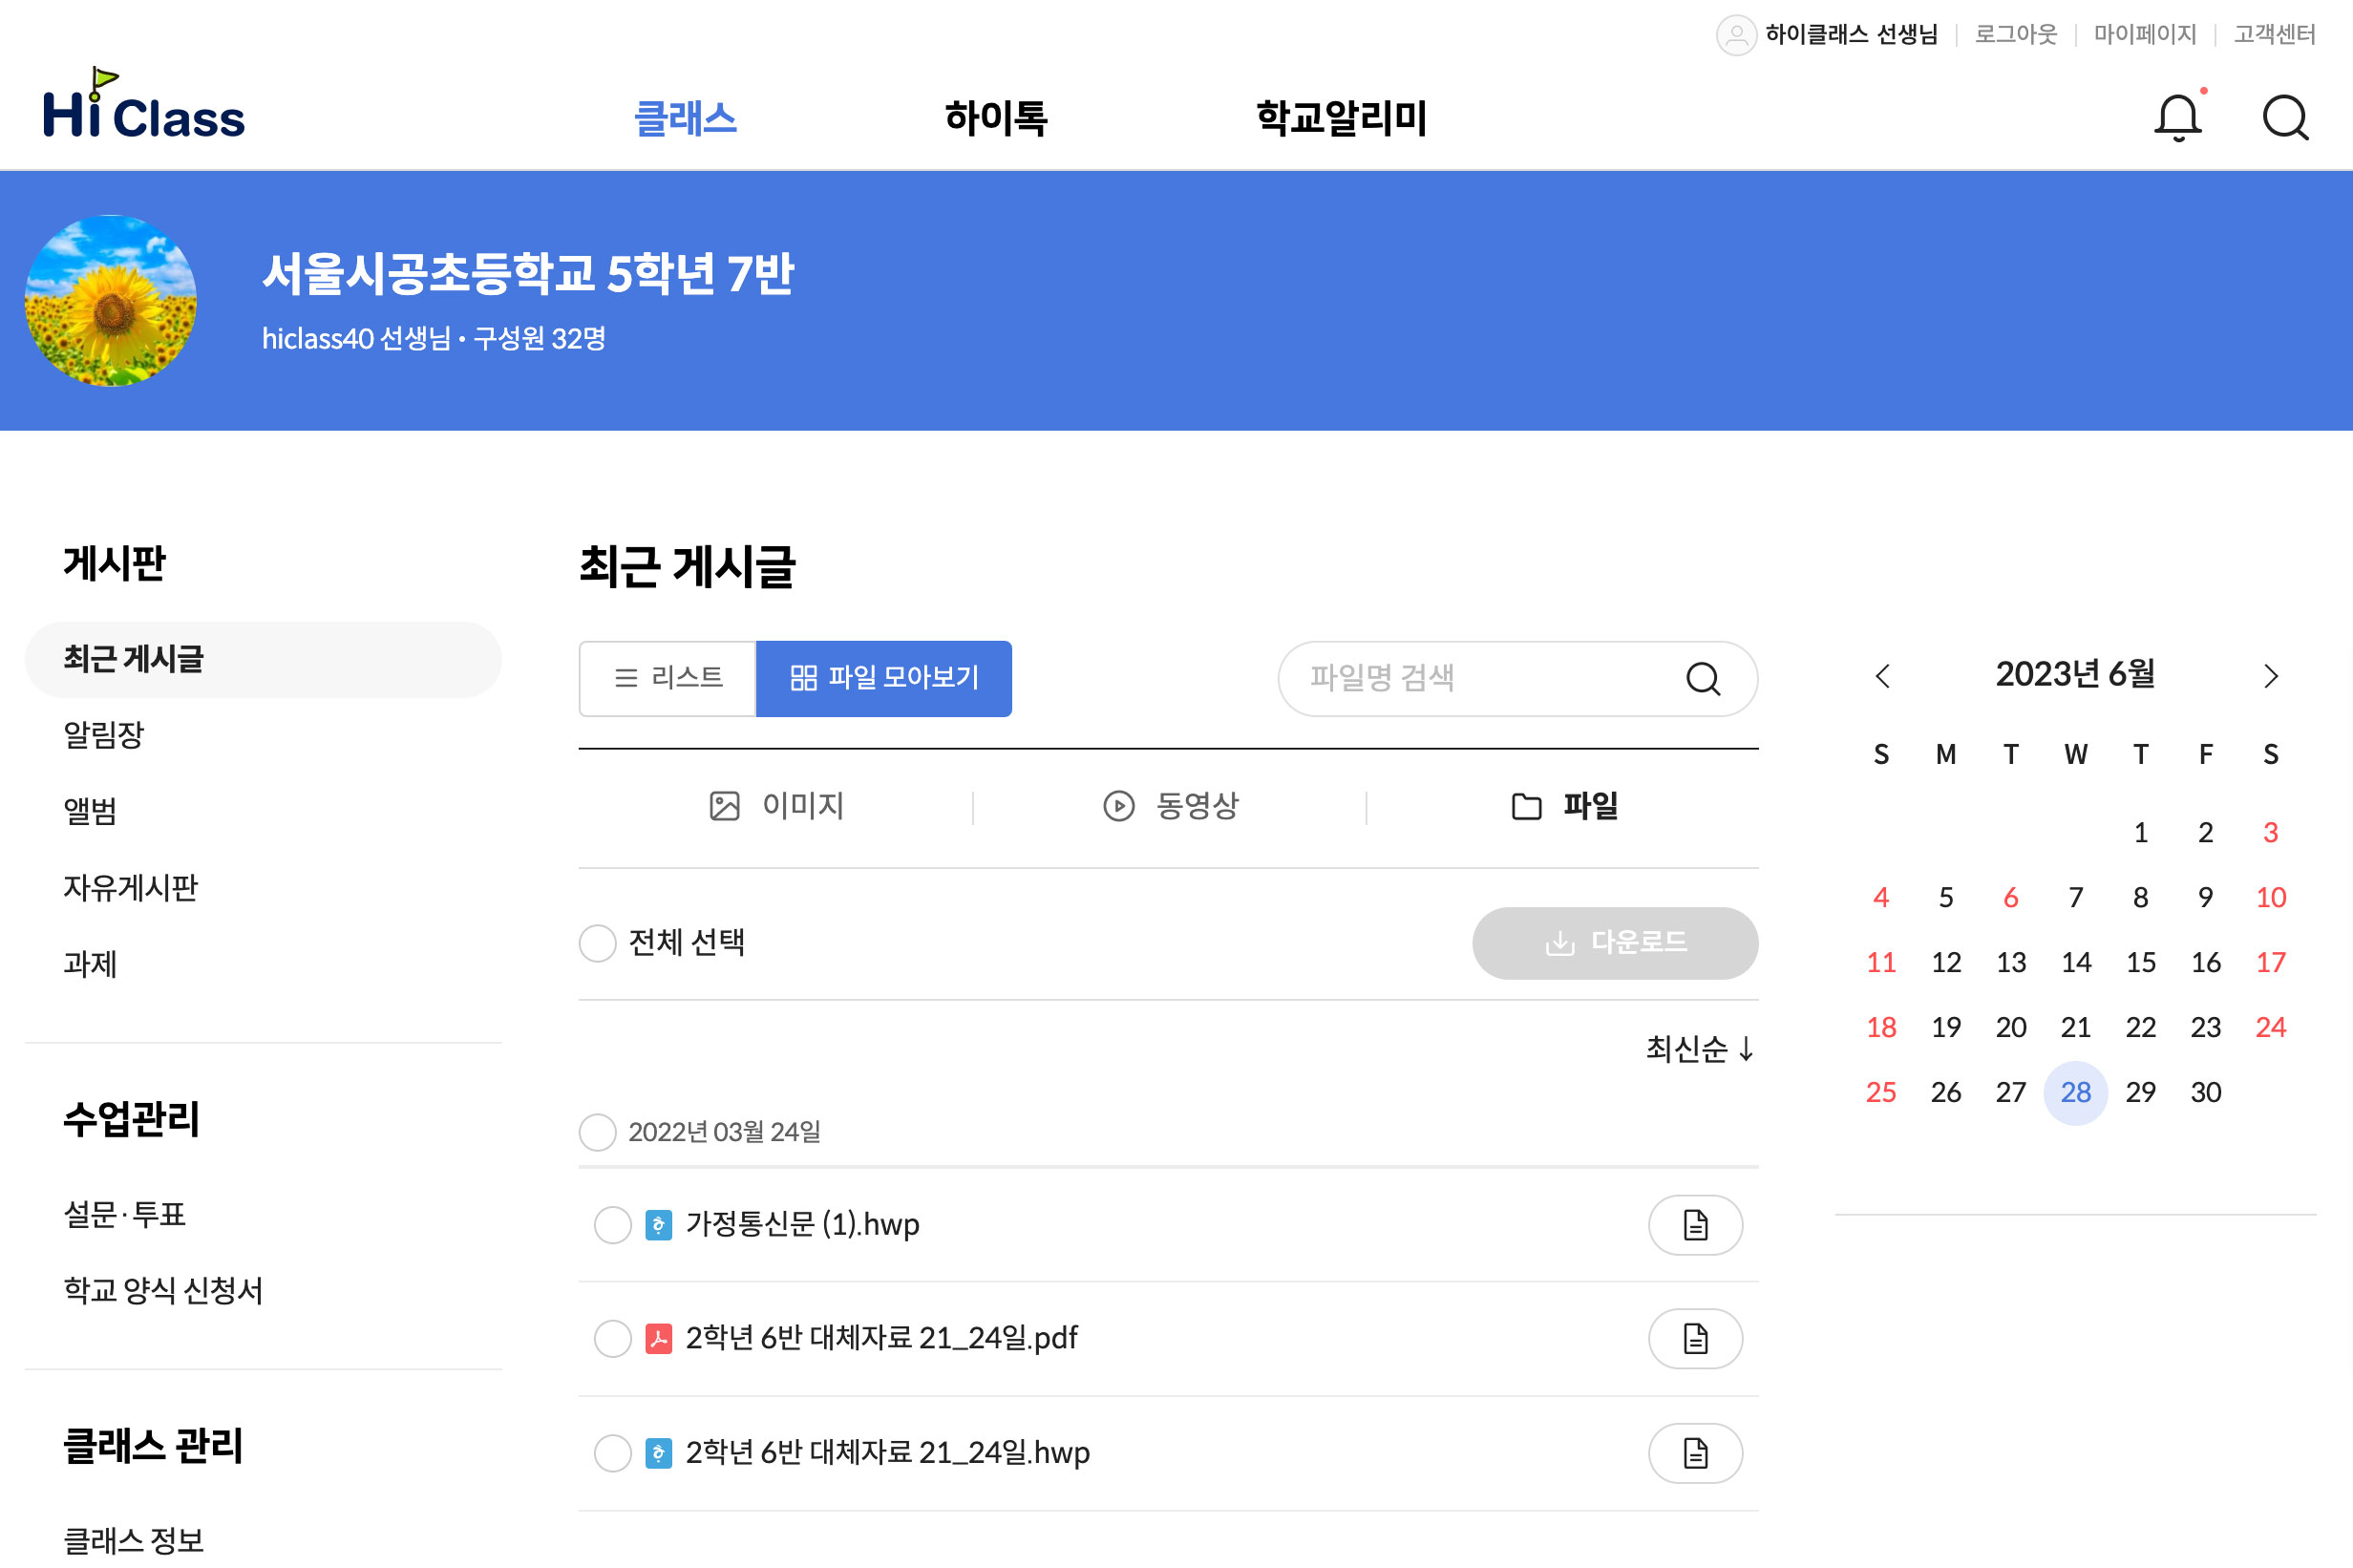 하이클래스 선생님 로그아웃 마이페이지 고객센터
Hi Class
클래스 하이톡 학교알리미
서울시공초등학교 5학년 7반
hiclass40 선생님 • 구성원 32명
게시판
최근 게시글
알림장
앨범
자유게시판
과제
수업관리
설문·투표
학교 양식 신청서
클래스 관리
클래스 정보
최근 게시글
리스트 파일 모아보기
파일명 검색
이미지 동영상 파일
전체 선택 다운로드
최신순 ↓
2022년 03월 24일
가정통신문 (1).hwp
2학년 6반 대체자료 21_24일.pdf
2학년 6반 대체자료 21_24일.hwp
2023년 6월
S M T W T F S
1 2 3
4 5 6 7 8 9 10
11 12 13 14 15 16 17
18 19 20 21 22 23 24
25 26 27 28 29 30